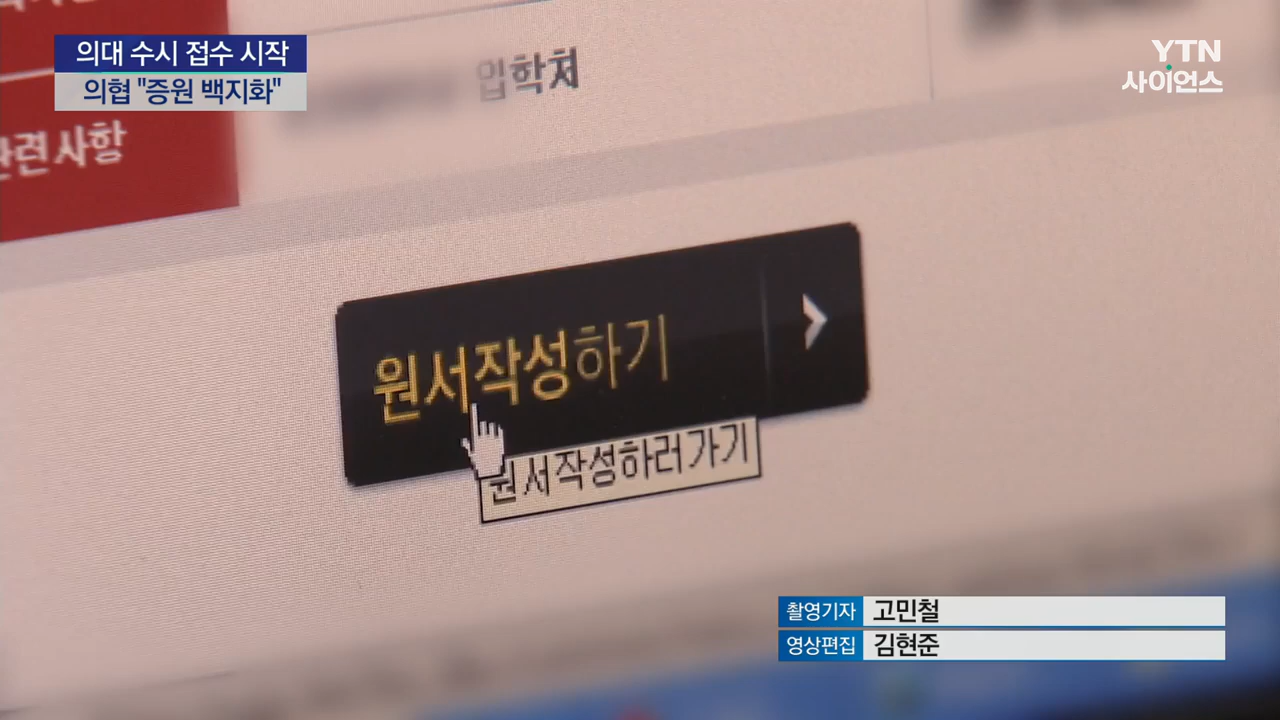 의대 수시 접수 시작
의협 "증원 백지화"
YTN
사이언스
입학처
관련사항
원서작성하기
원서작성하러가기
촬영기자 고민철
영상편집 김현준